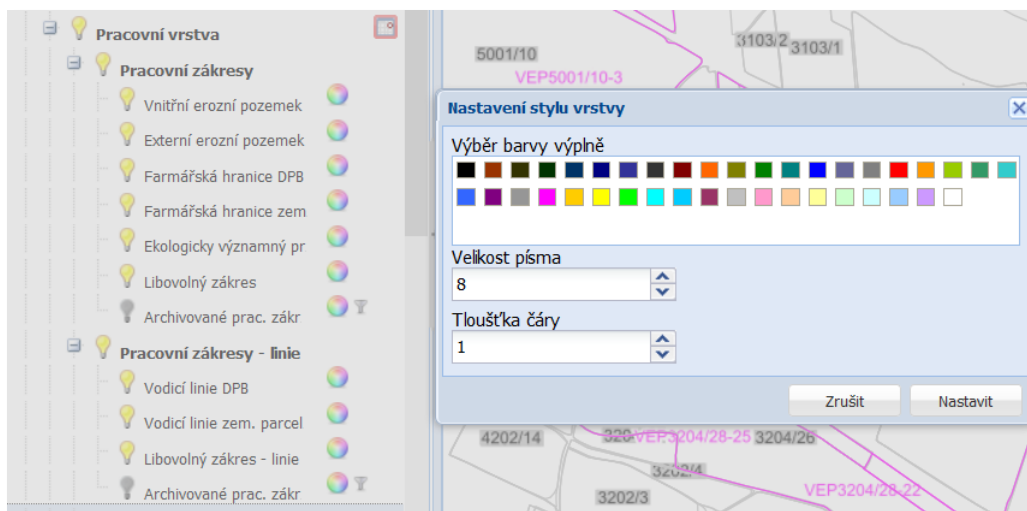 Pracovní vrstva
Pracovní zákresy
Vnitřní erozní pozemek
Externí erozní pozemek
Farmářská hranice DPB
Farmářská hranice zem
Ekologicky významný pr
Libovolný zákres
Archivované prac. zákr
Pracovní zákresy - linie
Vodicí linie DPB
Vodicí linie zem. parcel
Libovolný zákres - linie
Archivované prac. zákr
5001/10
3103/2
3103/1
VEP5001/10-3
Nastavení stylu vrstvy
Výběr barvy výplně
Velikost písma
8
Tloušťka čáry
1
Zrušit
Nastavit
4202/14
VEP3204/28-25
3204/26
3202/4
3202/3
VEP3204/28-22